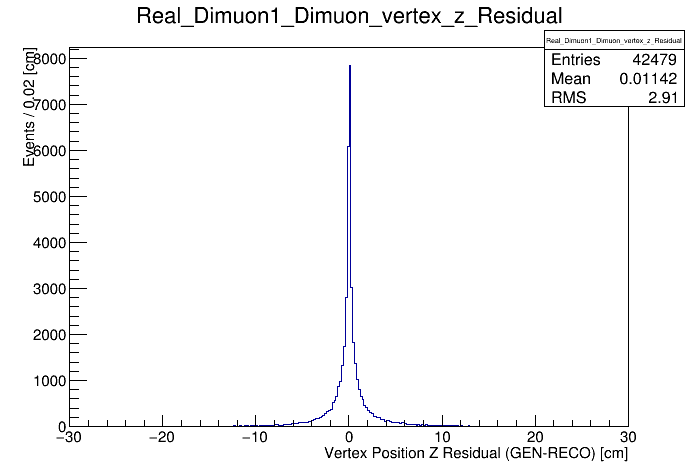 Real_Dimuon1_Dimuon_vertex_z_Residual
Real_Dimuon1_Dimuon_vertex_z_Residual
Entries 42479
Mean 0.01142
RMS 2.91
Events / 0.02 [cm]
8000
7000
6000
5000
4000
3000
2000
1000
0
−30 −20 −10 0 10 20 30
Vertex Position Z Residual (GEN-RECO) [cm]